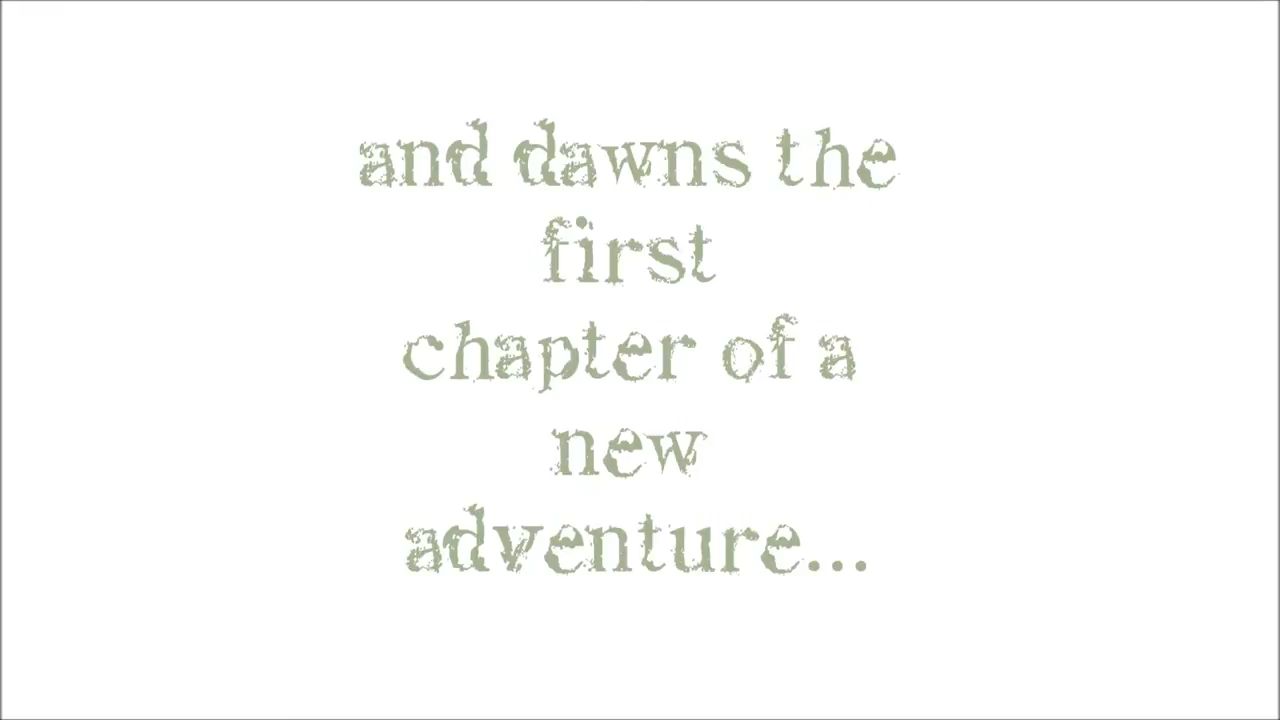 and dawns the
first
chapter of a
new
adventure...